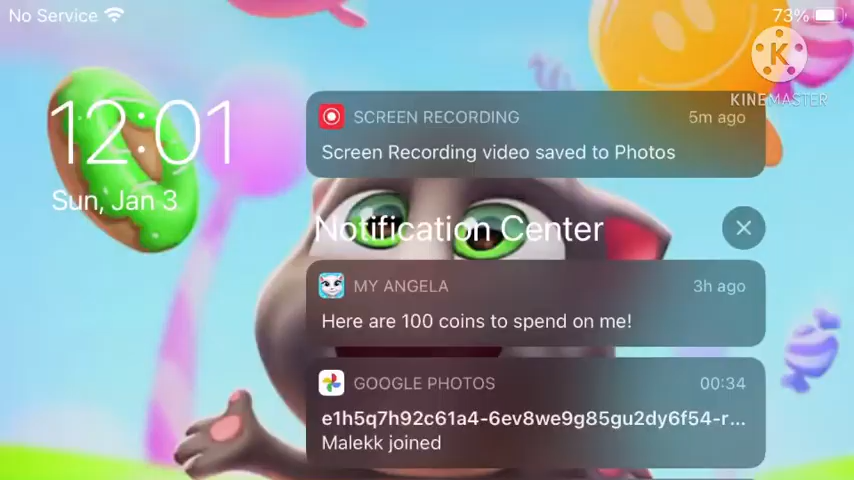 No Service
73%
K
KINEMASTER
12:01
Sun, Jan 3
SCREEN RECORDING
5m ago
Screen Recording video saved to Photos
Notification Center
MY ANGELA
3h ago
Here are 100 coins to spend on me!
GOOGLE PHOTOS
00:34
e1h5q7h92c61a4-6ev8we9g85gu2dy6f54-r...
Malekk joined